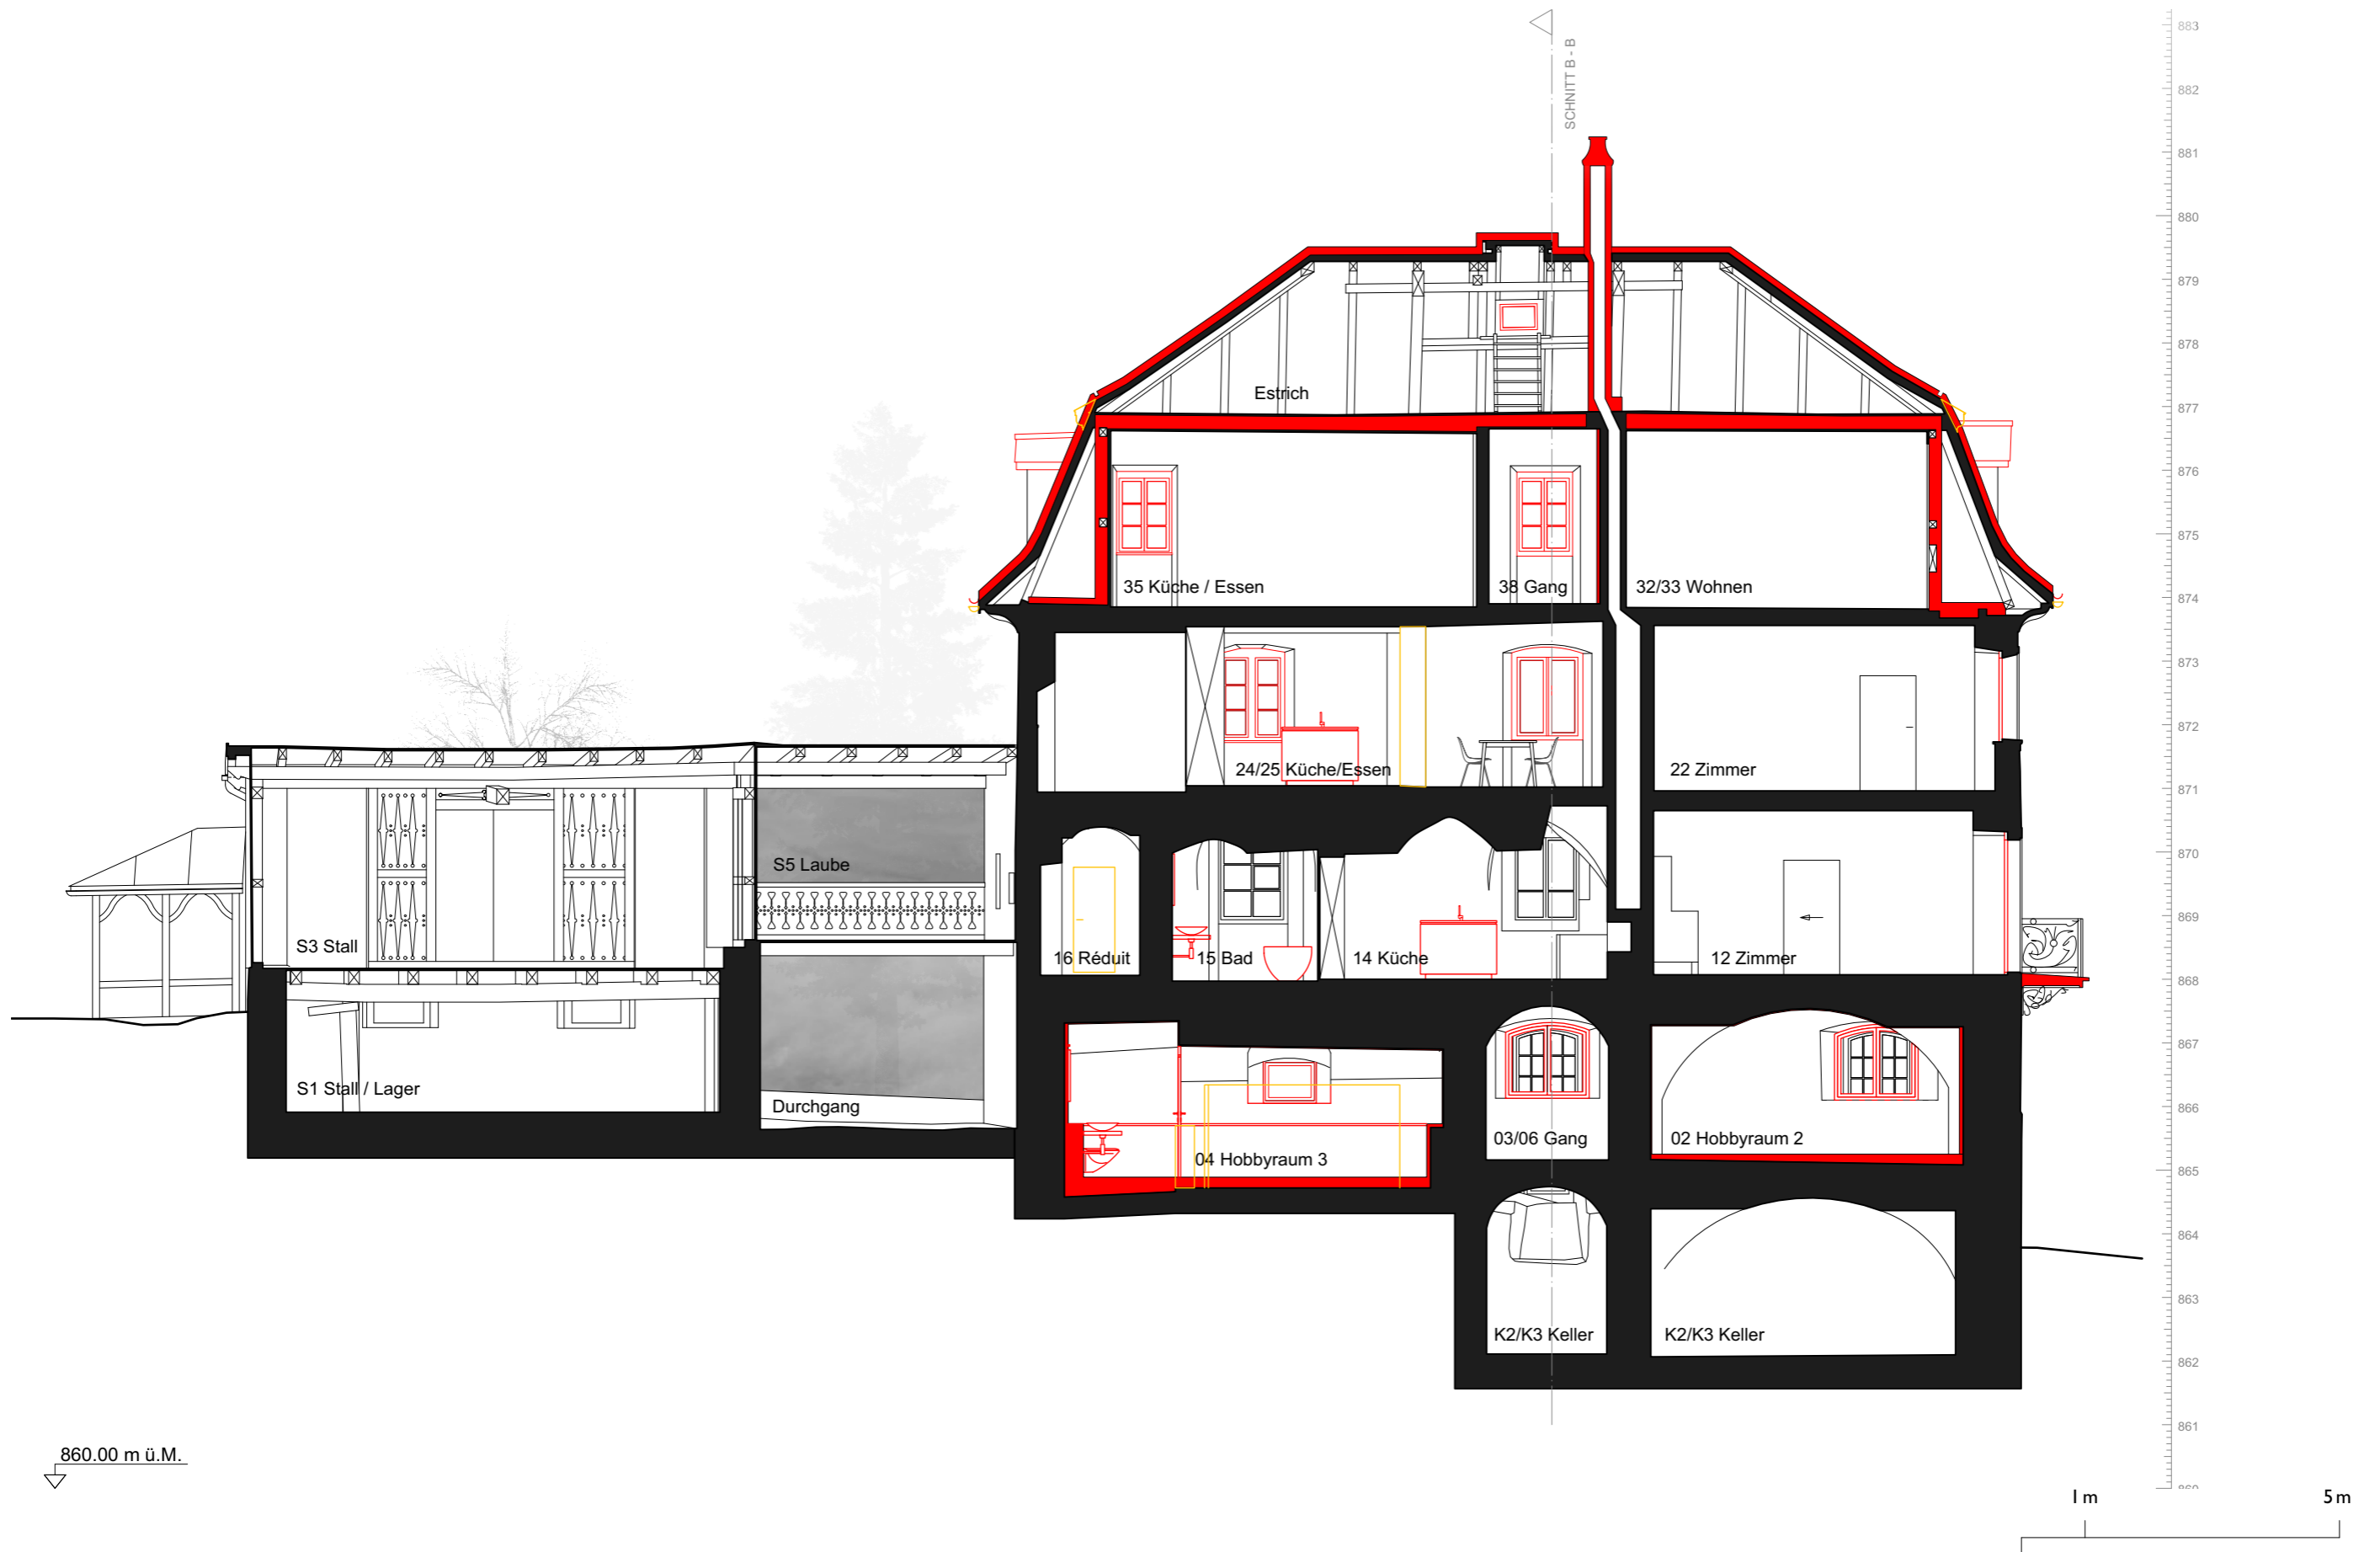 SCHNITT B - B
883
882
881
880
879
878
877
876
875
874
873
872
871
870
869
868
867
866
865
864
863
862
861
860
Estrich
35 Küche / Essen
38 Gang
32/33 Wohnen
24/25 Küche/Essen
22 Zimmer
S5 Laube
S3 Stall
16 Réduit
15 Bad
14 Küche
12 Zimmer
S1 Stall / Lager
Durchgang
04 Hobbyraum 3
03/06 Gang
02 Hobbyraum 2
K2/K3 Keller
K2/K3 Keller
860.00 m ü.M.
1 m
5 m